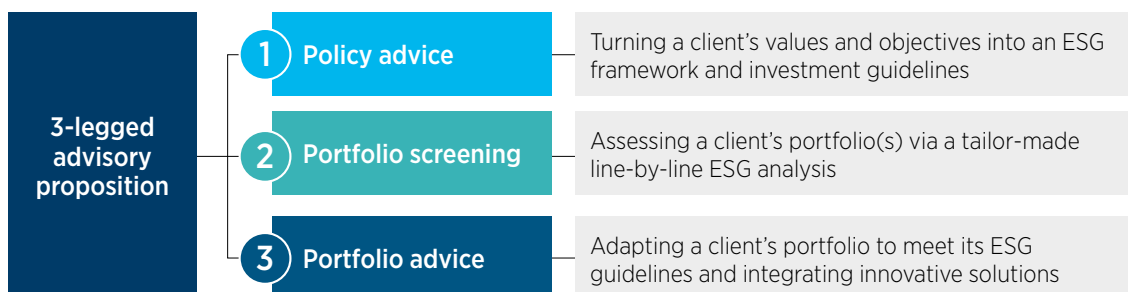 3-legged
advisory
proposition
1 Policy advice
Turning a client’s values and objectives into an ESG
framework and investment guidelines
2 Portfolio screening
Assessing a client’s portfolio(s) via a tailor-made
line-by-line ESG analysis
3 Portfolio advice
Adapting a client’s portfolio to meet its ESG
guidelines and integrating innovative solutions